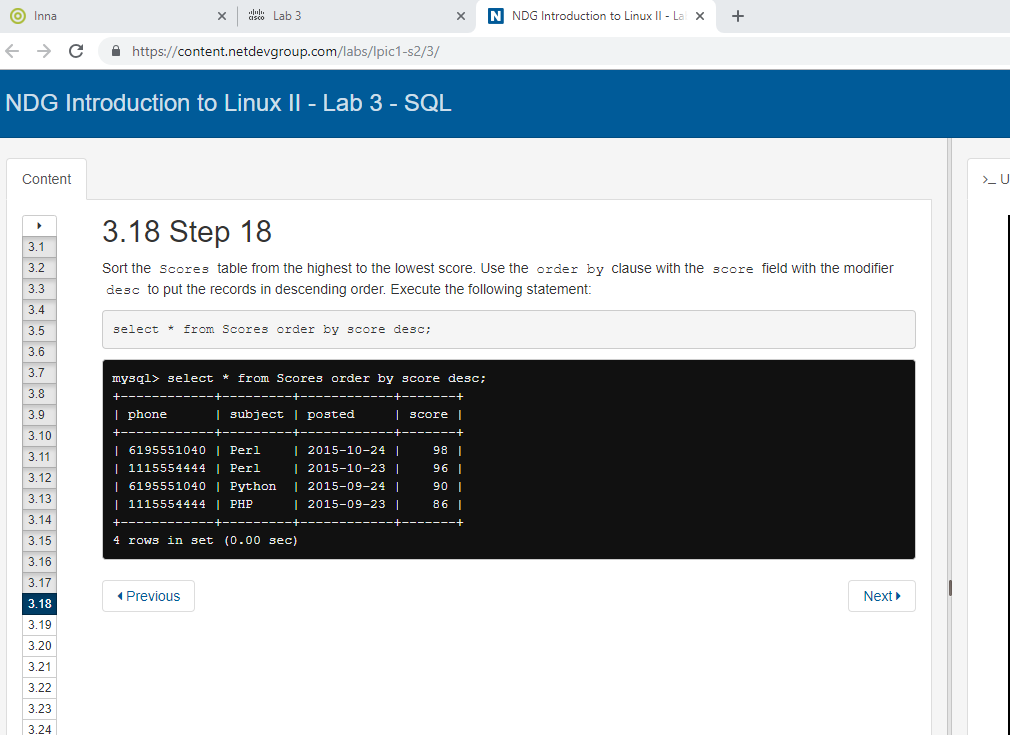 Inna
Lab 3
NDG Introduction to Linux II - La
https://content.netdevgroup.com/labs/lpic1-s2/3/
NDG Introduction to Linux II - Lab 3 - SQL
Content
>_ U
3.1
3.2
3.3
3.4
3.5
3.6
3.7
3.8
3.9
3.10
3.11
3.12
3.13
3.14
3.15
3.16
3.17
3.18
3.19
3.20
3.21
3.22
3.23
3.24
3.18 Step 18
Sort the Scores table from the highest to the lowest score. Use the order by clause with the score field with the modifier
desc to put the records in descending order. Execute the following statement:
select * from Scores order by score desc;
mysql> select * from Scores order by score desc;
+------------+---------+------------+-------+
| phone      | subject | posted     | score |
+------------+---------+------------+-------+
| 6195551040 | Perl    | 2015-10-24 |    98 |
| 1115554444 | Perl    | 2015-10-23 |    96 |
| 6195551040 | Python  | 2015-09-24 |    90 |
| 1115554444 | PHP     | 2015-09-23 |    86 |
+------------+---------+------------+-------+
4 rows in set (0.00 sec)
Previous
Next